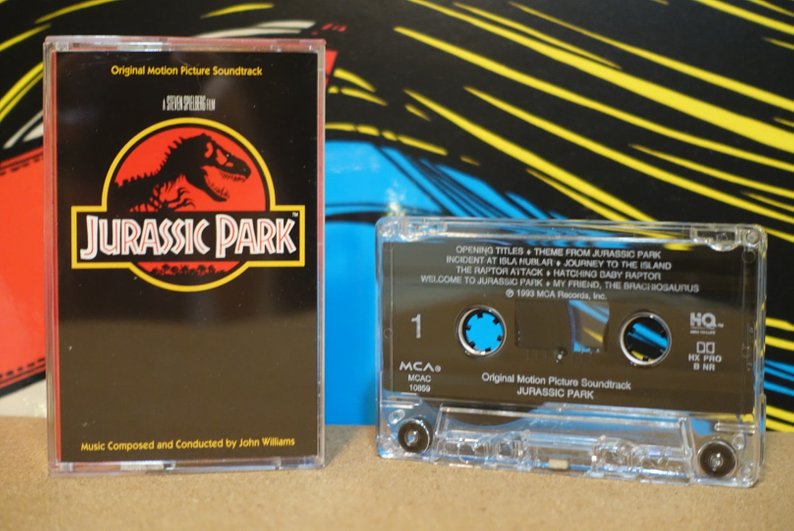 Original Motion Picture Soundtrack
A STEVEN SPIELBERG FILM
JURASSIC PARK™
Music Composed and Conducted by John Williams
OPENING TITLES ♦ THEME FROM JURASSIC PARK
INCIDENT AT ISLA NUBLAR ♦ JOURNEY TO THE ISLAND
THE RAPTOR ATTACK ♦ HATCHING BABY RAPTOR
WELCOME TO JURASSIC PARK ♦ MY FRIEND, THE BRACHIOSAURUS
℗ 1993 MCA Records, Inc.
1
HQ™
HX PRO
B NR
MCA®
MCAC
10859
Original Motion Picture Soundtrack
JURASSIC PARK